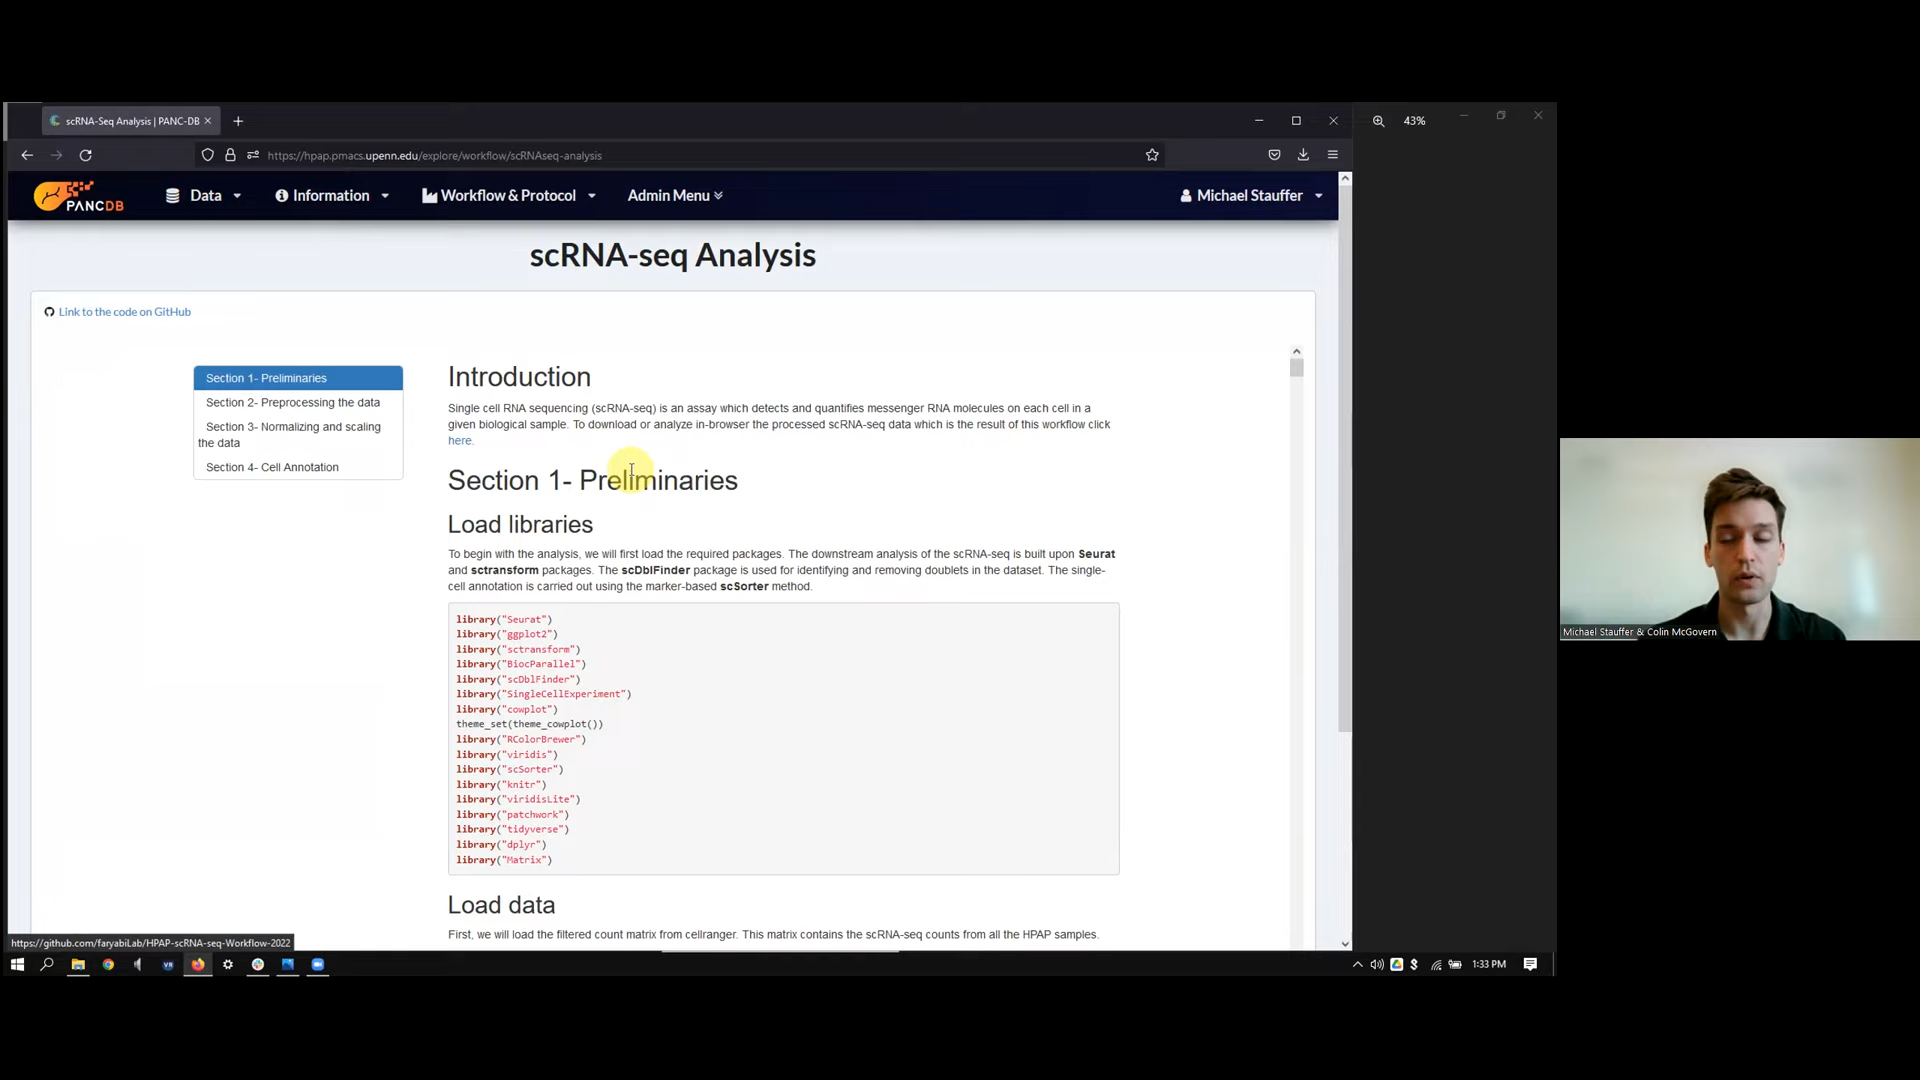 scRNA-Seq Analysis | PANC-DB
43%
https://hpap.pmacs.upenn.edu/explore/workflow/scRNAseq-analysis
PANCDB
Data
Information
Workflow & Protocol
Admin Menu
Michael Stauffer
scRNA-seq Analysis
Link to the code on GitHub
Section 1- Preliminaries
Section 2- Preprocessing the data
Section 3- Normalizing and scaling
the data
Section 4- Cell Annotation
Introduction
Single cell RNA sequencing (scRNA-seq) is an assay which detects and quantifies messenger RNA molecules on each cell in a
given biological sample. To download or analyze in-browser the processed scRNA-seq data which is the result of this workflow click
here.
Section 1- Preliminaries
Load libraries
To begin with the analysis, we will first load the required packages. The downstream analysis of the scRNA-seq is built upon Seurat
and sctransform packages. The scDblFinder package is used for identifying and removing doublets in the dataset. The single-
cell annotation is carried out using the marker-based scSorter method.
library("Seurat")
library("ggplot2")
library("sctransform")
library("BiocParallel")
library("scDblFinder")
library("SingleCellExperiment")
library("cowplot")
theme_set(theme_cowplot())
library("RColorBrewer")
library("viridis")
library("scSorter")
library("knitr")
library("viridisLite")
library("patchwork")
library("tidyverse")
library("dplyr")
library("Matrix")
Load data
First, we will load the filtered count matrix from cellranger. This matrix contains the scRNA-seq counts from all the HPAP samples.
https://github.com/faryabiLab/HPAP-scRNA-seq-Workflow-2022
1:33 PM
Michael Stauffer & Colin McGovern